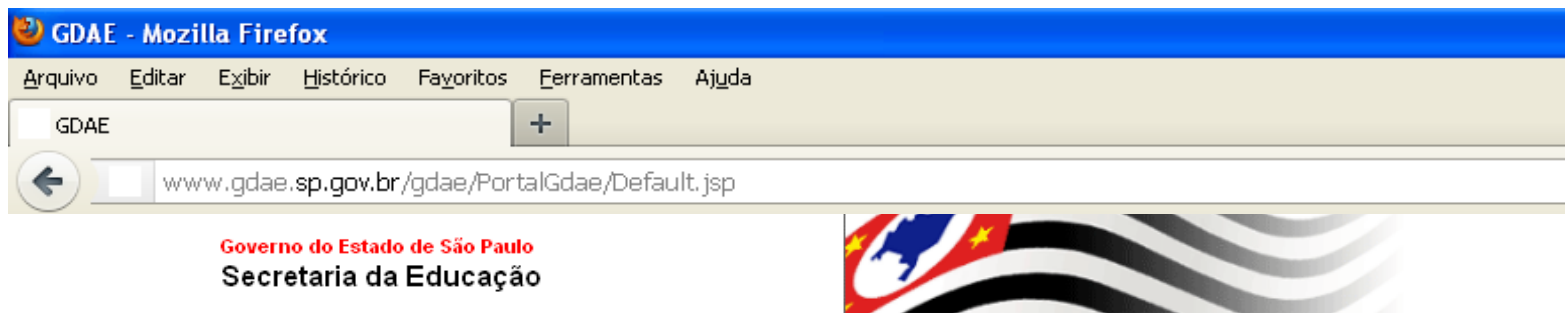 GDAE - Mozilla Firefox
Arquivo Editar Exibir Histórico Favoritos Ferramentas Ajuda
GDAE +
www.gdae.sp.gov.br/gdae/PortalGdae/Default.jsp
Governo do Estado de São Paulo
Secretaria da Educação